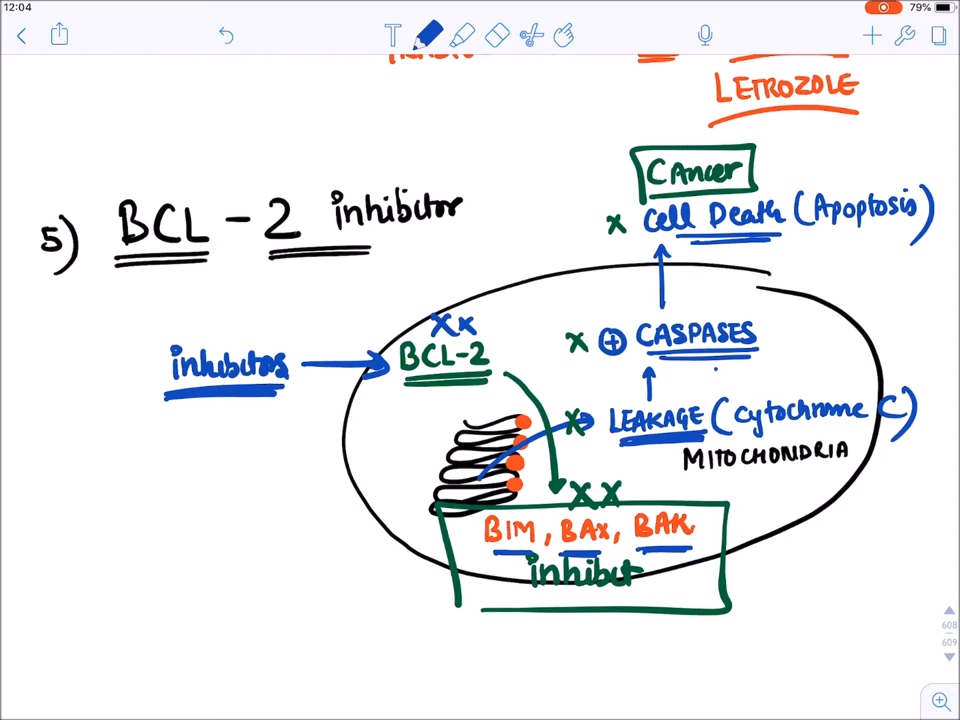 12:04
79%
T
LETROZOLE
CAncer
5) BCL-2 inhibitor
x Cell Death (Apoptosis)
xx
x + CASPASES
inhibitors
BCL-2
x LEAKAGE (Cytochrome C)
MITOCHONDRIA
xx
BIM, BAx, BAK
inhibit
608
609